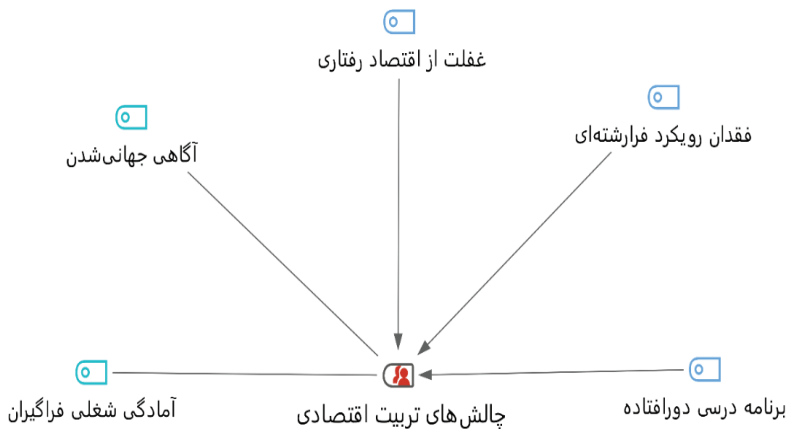 غفلت از اقتصاد رفتاری
فقدان رویکرد فرارشته‌ای
آگاهی جهانی‌شدن
برنامه درسی دورافتاده
آمادگی شغلی فراگیران
چالش‌های تربیت اقتصادی